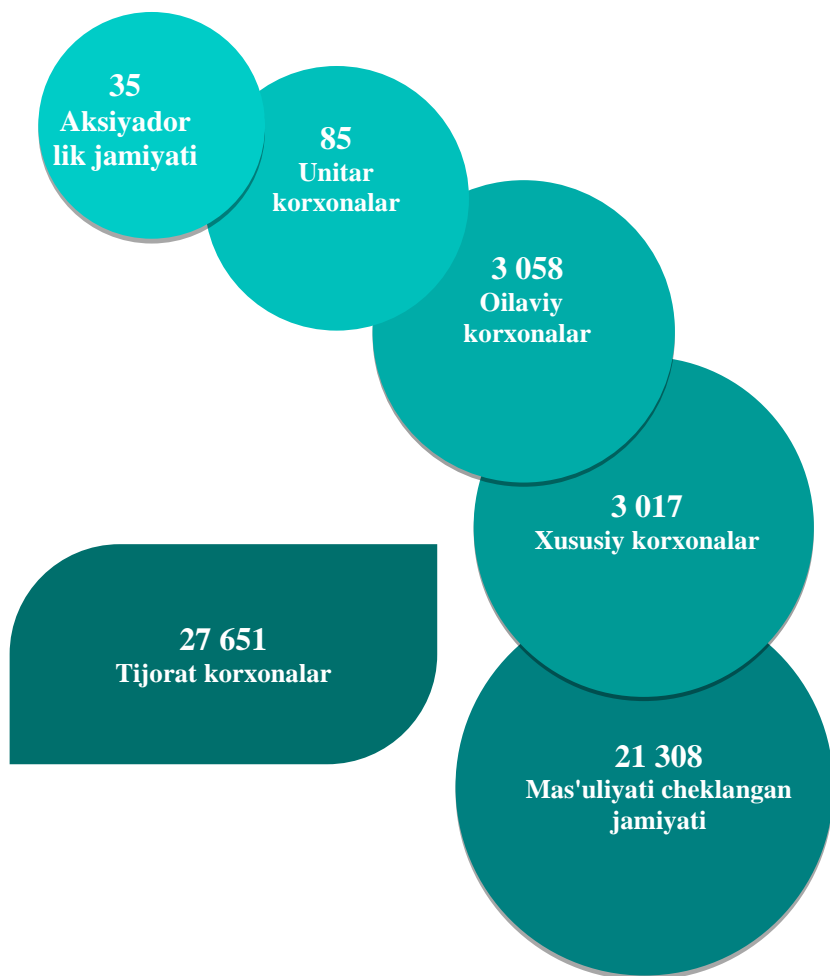 35
Aksiyador
lik jamiyati
85
Unitar
korxonalar
3 058
Oilaviy
korxonalar
3 017
Xususiy korxonalar
27 651
Tijorat korxonalar
21 308
Mas'uliyati cheklangan
jamiyati